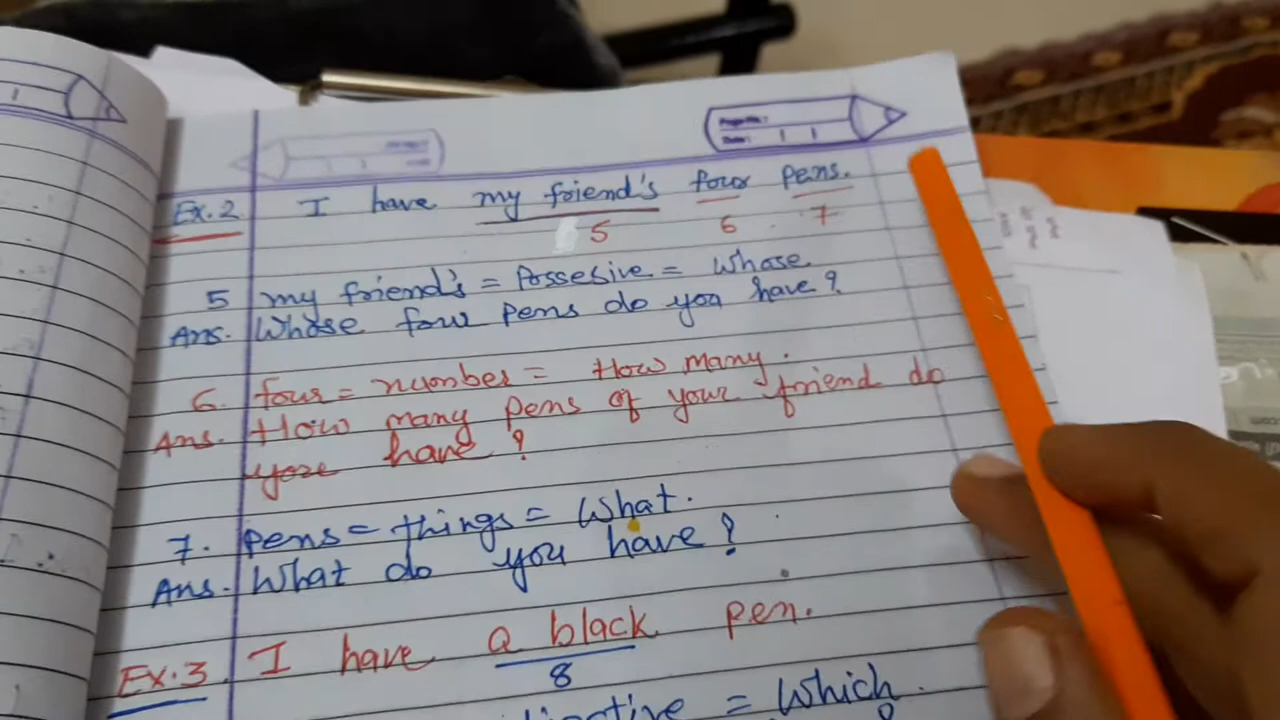 Ex.2 I have my friend's four pens.
5 6 7
5 my friend's = Possesive = whose
Ans. Whose four pens do you have?
6. four = number = How many.
Ans. How many pens of your friend do
you have?
7. pens = things = What.
Ans. What do you have?
Ex.3 I have a black pen.
8
= Which.